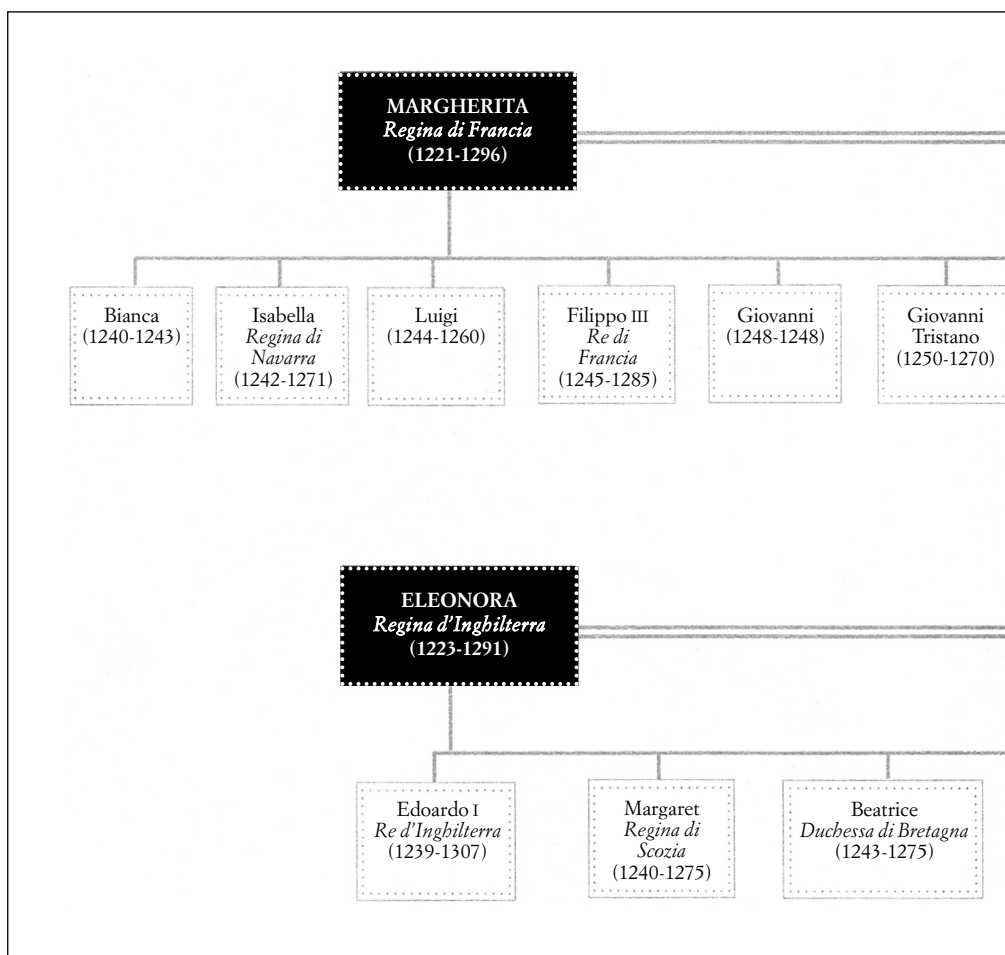 MARGHERITA
Regina di Francia
(1221-1296)
Bianca
(1240-1243)
Isabella
Regina di
Navarra
(1242-1271)
Luigi
(1244-1260)
Filippo III
Re di
Francia
(1245-1285)
Giovanni
(1248-1248)
Giovanni
Tristano
(1250-1270)
ELEONORA
Regina d'Inghilterra
(1223-1291)
Edoardo I
Re d'Inghilterra
(1239-1307)
Margaret
Regina di
Scozia
(1240-1275)
Beatrice
Duchessa di Bretagna
(1243-1275)